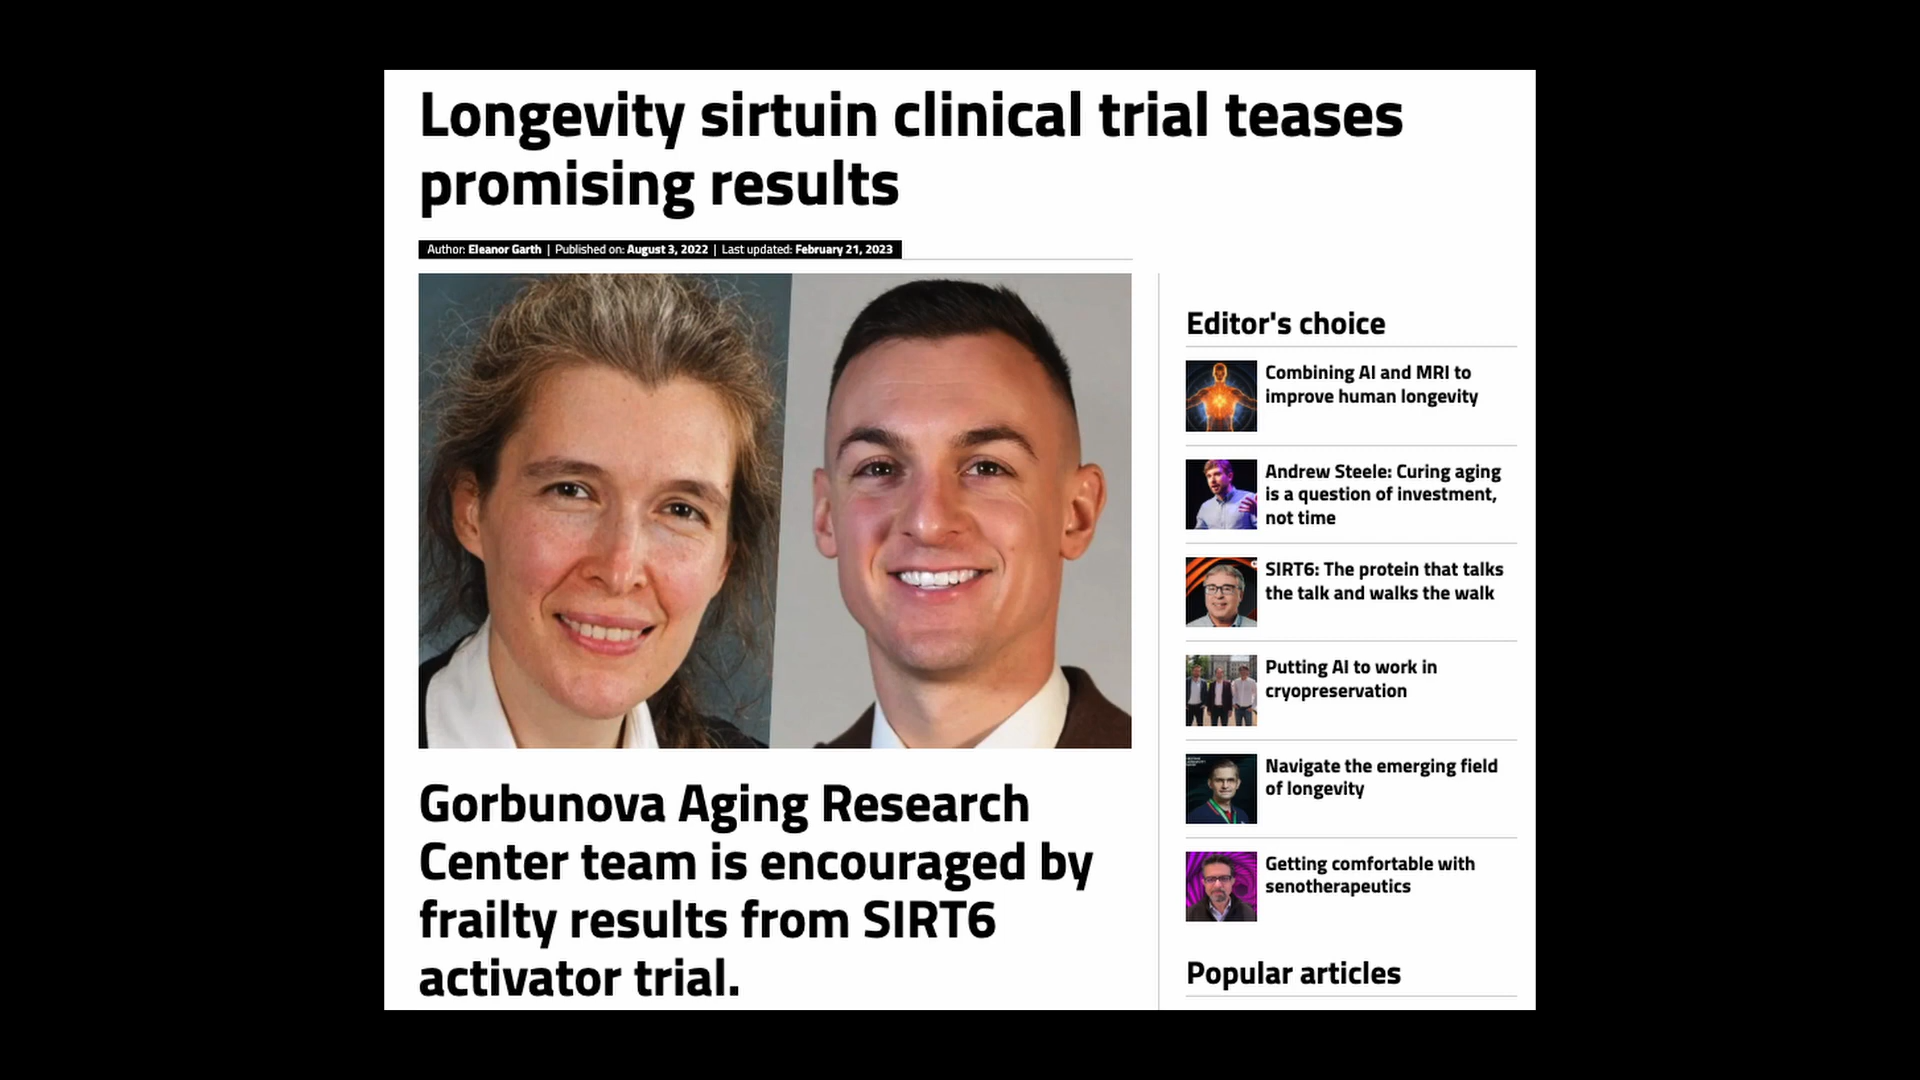 Longevity sirtuin clinical trial teases
promising results
Author: Eleanor Garth | Published on: August 3, 2022 | Last updated: February 21, 2023
Gorbunova Aging Research
Center team is encouraged by
frailty results from SIRT6
activator trial.
Editor's choice
Combining AI and MRI to
improve human longevity
Andrew Steele: Curing aging
is a question of investment,
not time
SIRT6: The protein that talks
the talk and walks the walk
Putting AI to work in
cryopreservation
Navigate the emerging field
of longevity
Getting comfortable with
senotherapeutics
Popular articles